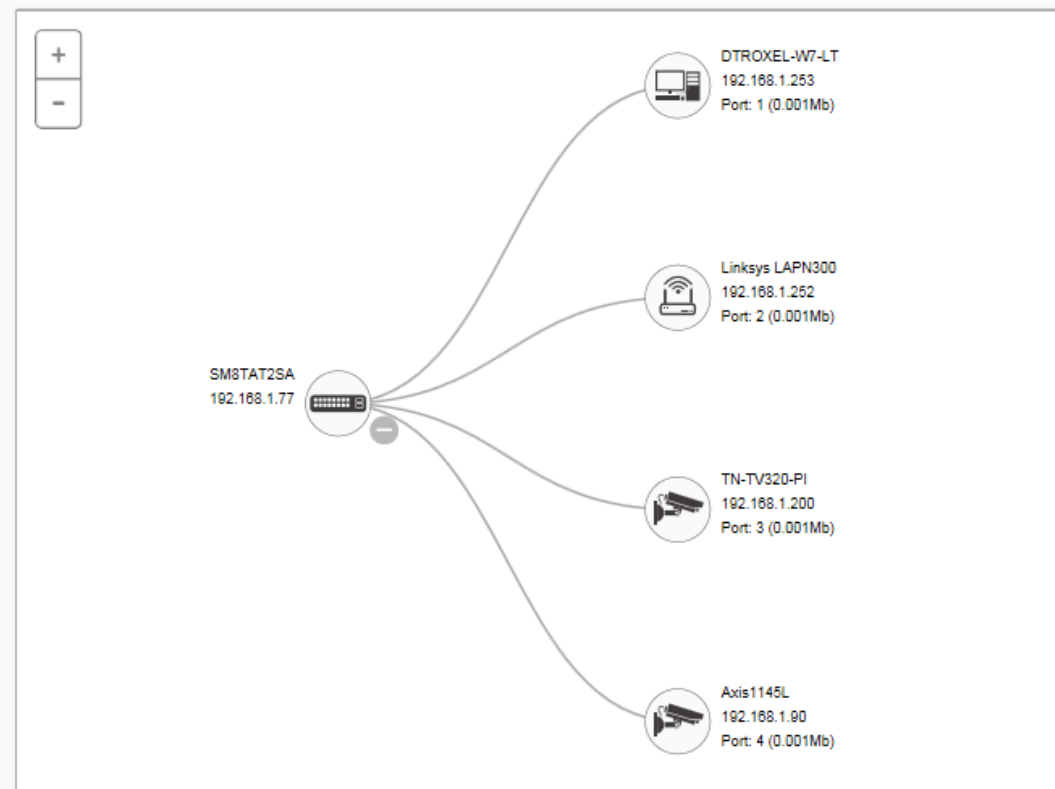 +
−
DTROXEL-W7-LT
192.168.1.253
Port: 1 (0.001Mb)
Linksys LAPN300
192.168.1.252
Port: 2 (0.001Mb)
SM8TAT2SA
192.168.1.77
TN-TV320-PI
192.168.1.200
Port: 3 (0.001Mb)
Axis1145L
192.168.1.90
Port: 4 (0.001Mb)